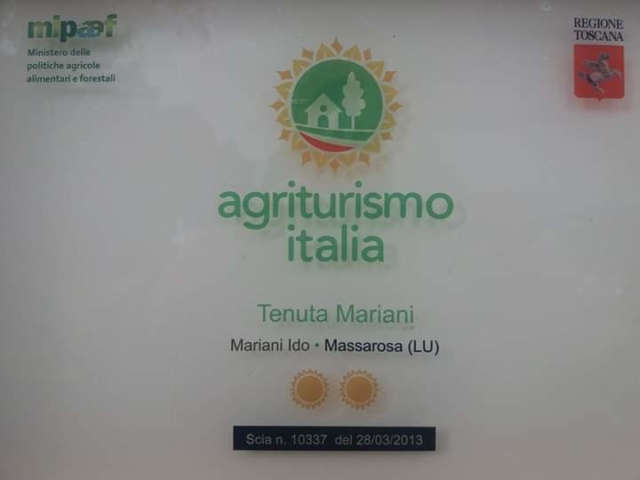 mipaaf
Ministero delle
politiche agricole
alimentari e forestali
REGIONE
TOSCANA
agriturismo
italia
Tenuta Mariani
Mariani Ido • Massarosa (LU)
Scia n. 10337 del 28/03/2013